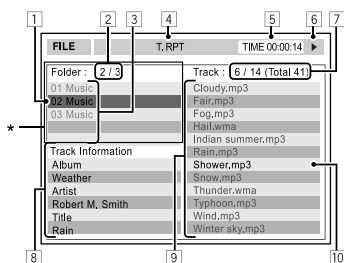 1 2 3 4 5 6 7
FILE T. RPT TIME 00:00:14
Folder : 2 / 3 Track : 6 / 14 (Total 41)
01 Music
02 Music
03 Music
*
Cloudy.mp3
Fair.mp3
Fog.mp3
Hail.wma
Indian summer.mp3
Rain.mp3
Shower.mp3
Snow.mp3
Thunder.wma
Typhoon.mp3
Wind.mp3
Winter sky.mp3
Track Information
Album
Weather
Artist
Robert M. Smith
Title
Rain
8 9 10